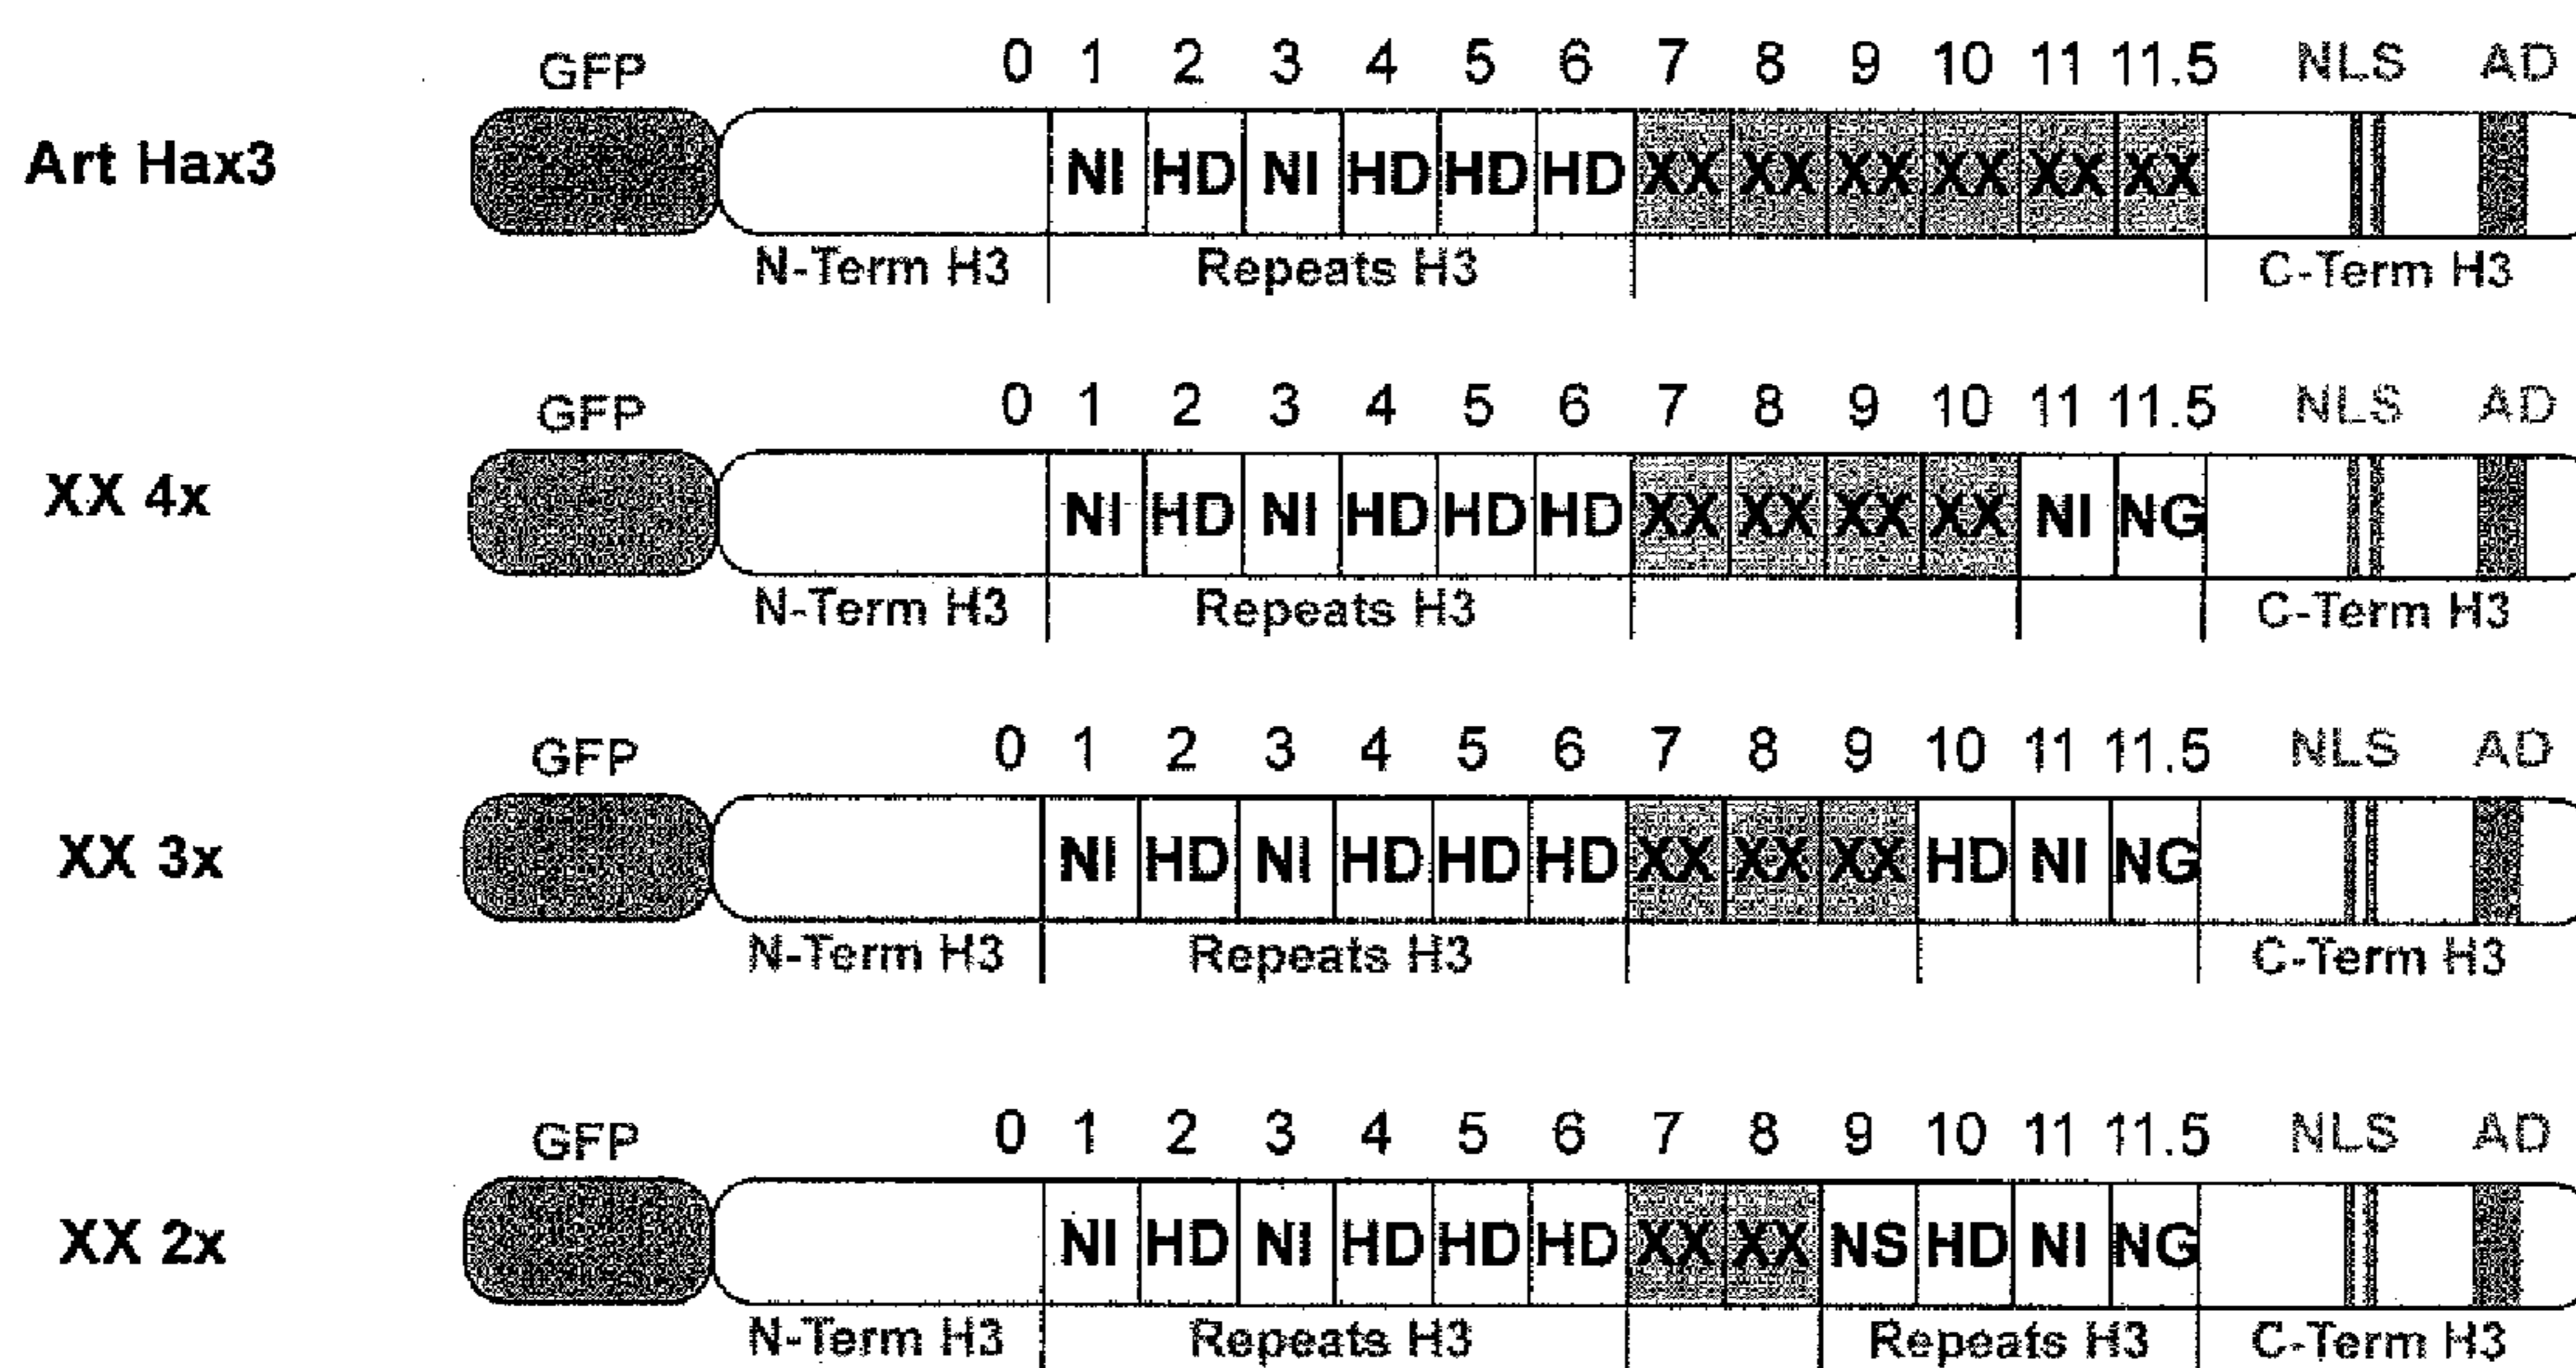 GFP 0 1 2 3 4 5 6 7 8 9 10 11 11.5 NLS AD
Art Hax3 NI HD NI HD HD HD XX XX XX XX XX XX
N-Term H3 Repeats H3 C-Term H3
GFP 0 1 2 3 4 5 6 7 8 9 10 11 11.5 NLS AD
XX 4x NI HD NI HD HD HD XX XX XX XX NI NG
N-Term H3 Repeats H3 C-Term H3
GFP 0 1 2 3 4 5 6 7 8 9 10 11 11.5 NLS AD
XX 3x NI HD NI HD HD HD XX XX XX HD NI NG
N-Term H3 Repeats H3 C-Term H3
GFP 0 1 2 3 4 5 6 7 8 9 10 11 11.5 NLS AD
XX 2x NI HD NI HD HD HD XX XX NS HD NI NG
N-Term H3 Repeats H3 Repeats H3 C-Term H3